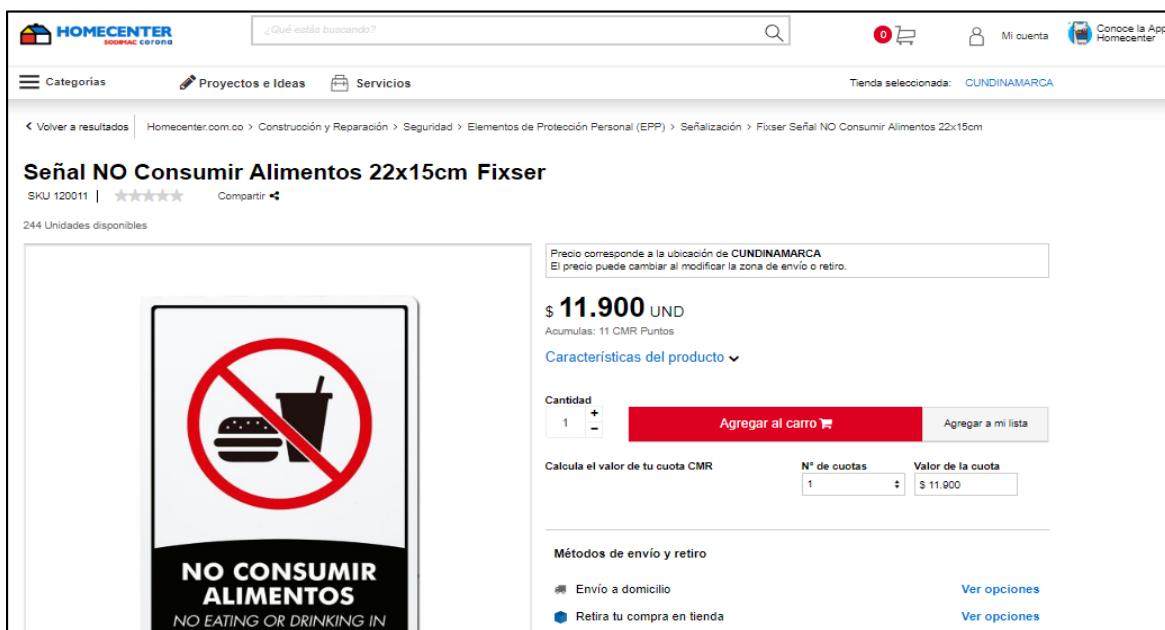 HOMECENTER
SODIMAC corona
¿Qué estás buscando?
0
Mi cuenta
Conoce la App
Homecenter
Categorías
Proyectos e Ideas
Servicios
Tienda seleccionada: CUNDINAMARCA
Volver a resultados
Homecenter.com.co > Construcción y Reparación > Seguridad > Elementos de Protección Personal (EPP) > Señalización > Fixser Señal NO Consumir Alimentos 22x15cm
Señal NO Consumir Alimentos 22x15cm Fixser
SKU 120011
Compartir
244 Unidades disponibles
NO CONSUMIR
ALIMENTOS
NO EATING OR DRINKING IN
Precio corresponde a la ubicación de CUNDINAMARCA
El precio puede cambiar al modificar la zona de envío o retiro.
$ 11.900 UND
Acumulas: 11 CMR Puntos
Características del producto
Cantidad
1
+
-
Agregar al carro
Agregar a mi lista
Calcula el valor de tu cuota CMR
N° de cuotas
1
Valor de la cuota
$ 11.900
Métodos de envío y retiro
Envío a domicilio
Ver opciones
Retira tu compra en tienda
Ver opciones